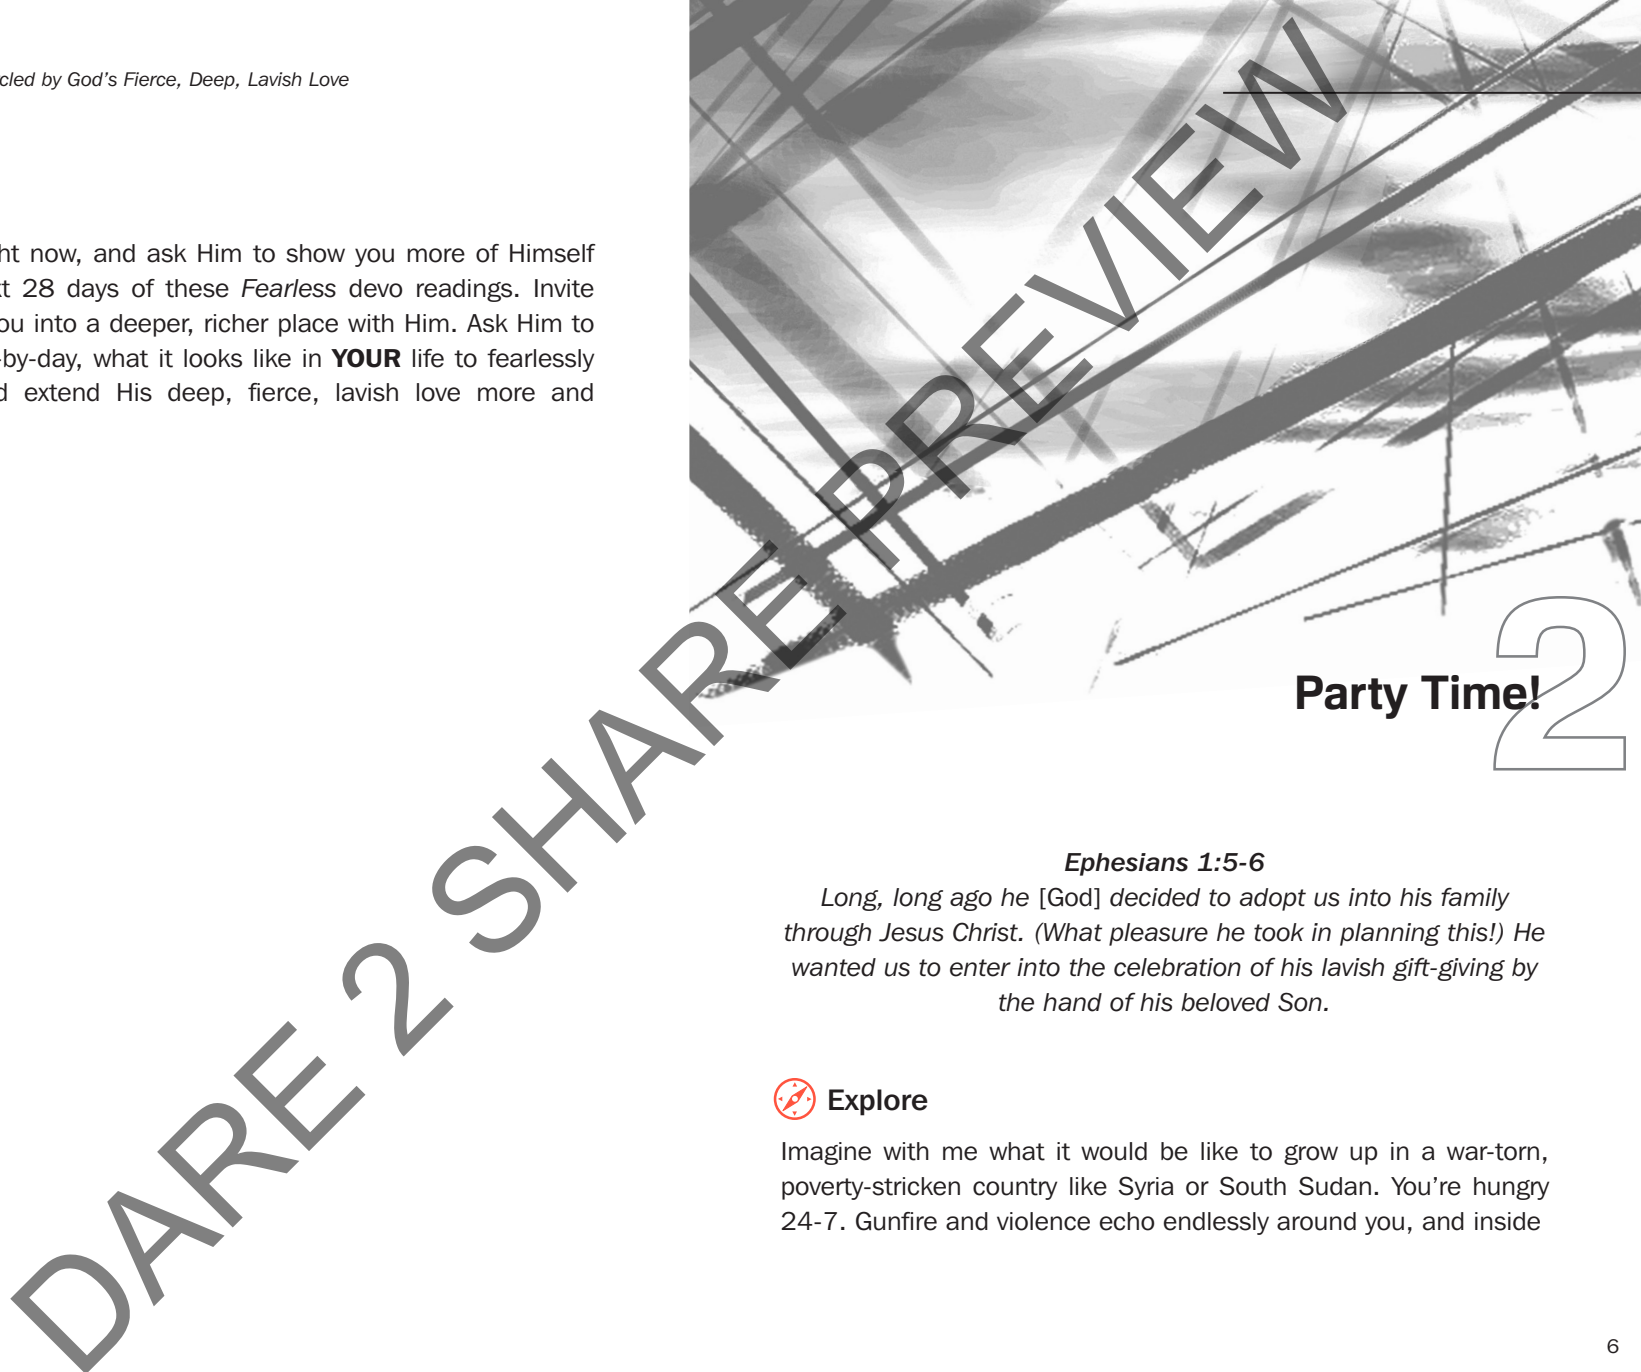 cled by God's Fierce, Deep, Lavish Love
ht now, and ask Him to show you more of Himself
t 28 days of these Fearless devo readings. Invite
ou into a deeper, richer place with Him. Ask Him to
-by-day, what it looks like in YOUR life to fearlessly
d extend His deep, fierce, lavish love more and
DARE 2 SHARE PREVIEW
2
Party Time!
Ephesians 1:5-6
Long, long ago he [God] decided to adopt us into his family
through Jesus Christ. (What pleasure he took in planning this!) He
wanted us to enter into the celebration of his lavish gift-giving by
the hand of his beloved Son.
Explore
Imagine with me what it would be like to grow up in a war-torn,
poverty-stricken country like Syria or South Sudan. You're hungry
24-7. Gunfire and violence echo endlessly around you, and inside
6